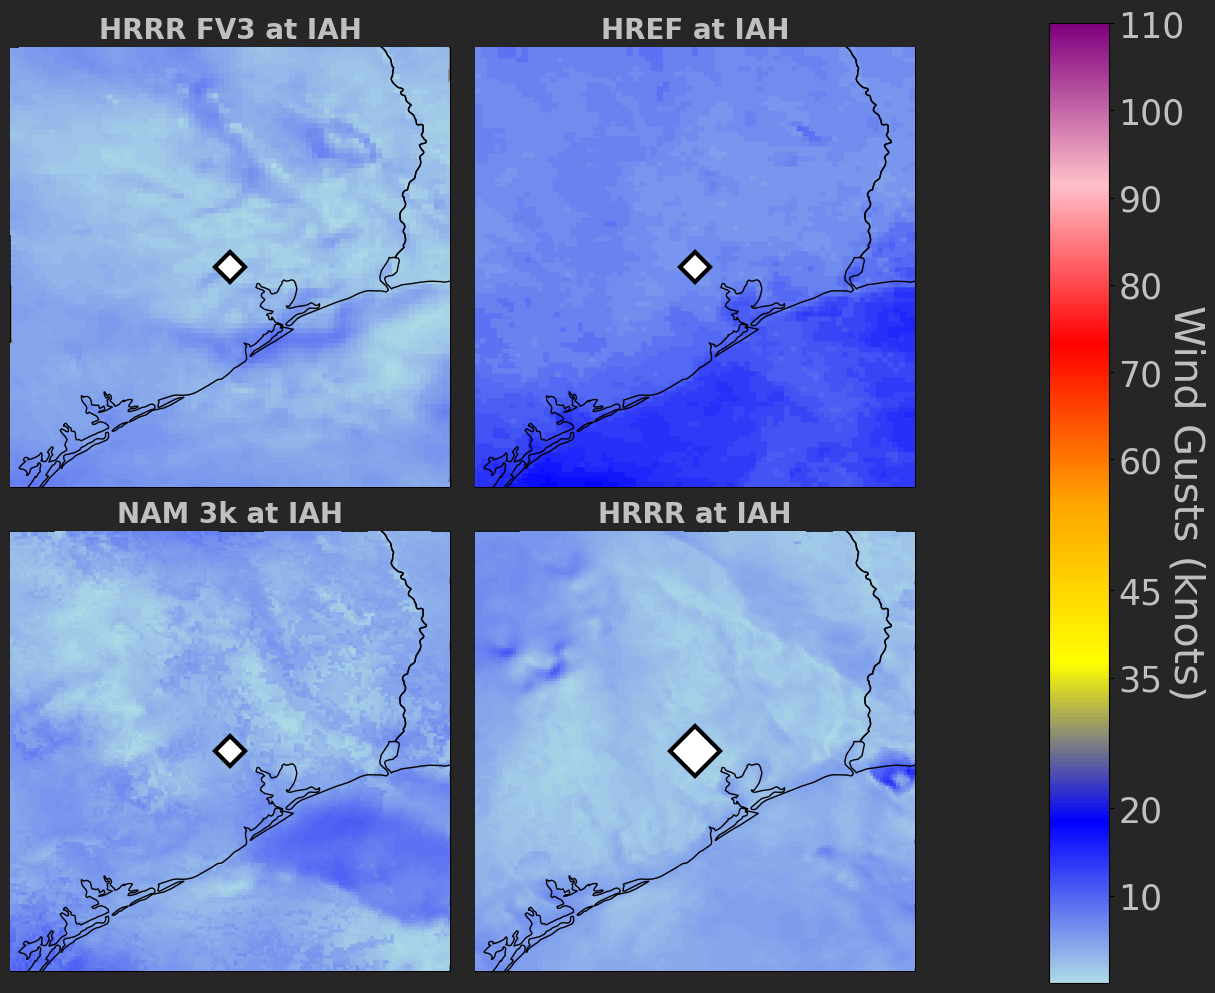 HRRR FV3 at IAH
HREF at IAH
NAM 3k at IAH
HRRR at IAH
110
100
90
80
70
60
45
35
20
10
Wind Gusts (knots)